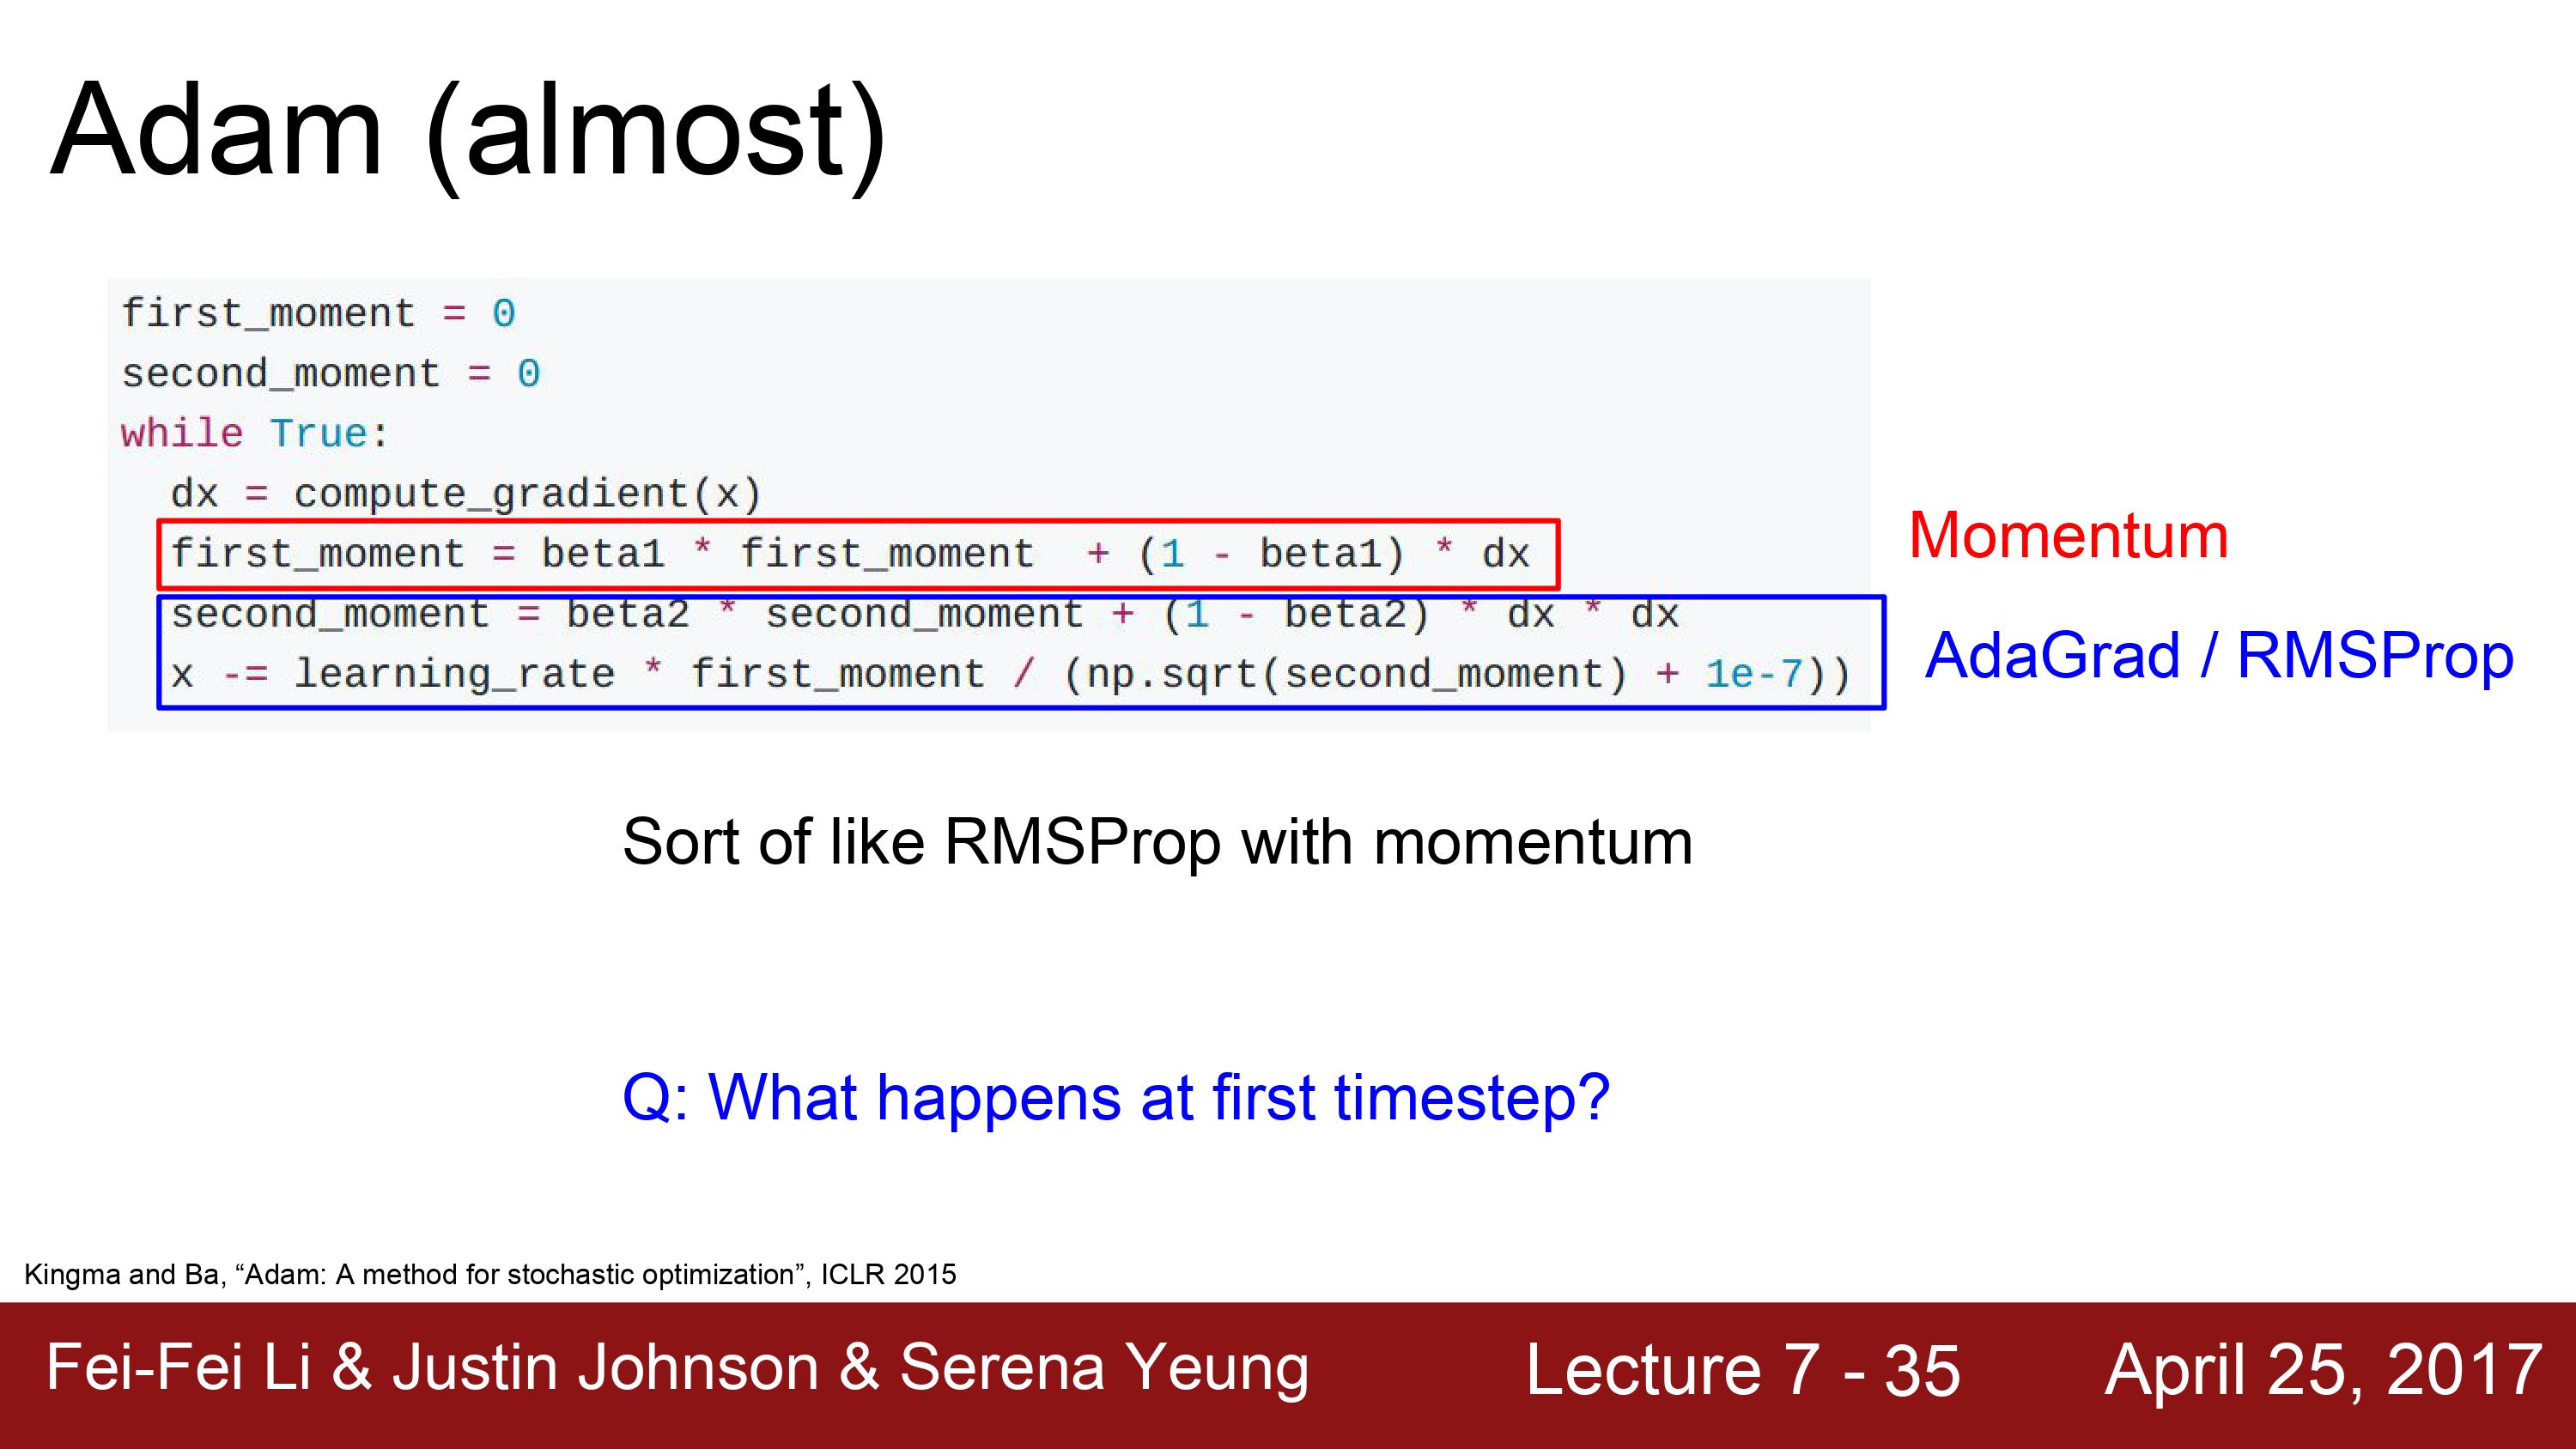 Adam (almost)
first_moment = 0
second_moment = 0
while True:
  dx = compute_gradient(x)
  first_moment = beta1 * first_moment  + (1 - beta1) * dx
Momentum
  second_moment = beta2 * second_moment + (1 - beta2) * dx * dx
  x -= learning_rate * first_moment / (np.sqrt(second_moment) + 1e-7))
AdaGrad / RMSProp
Sort of like RMSProp with momentum
Q: What happens at first timestep?
Kingma and Ba, “Adam: A method for stochastic optimization”, ICLR 2015
Fei-Fei Li & Justin Johnson & Serena Yeung Lecture 7 - 35 April 25, 2017